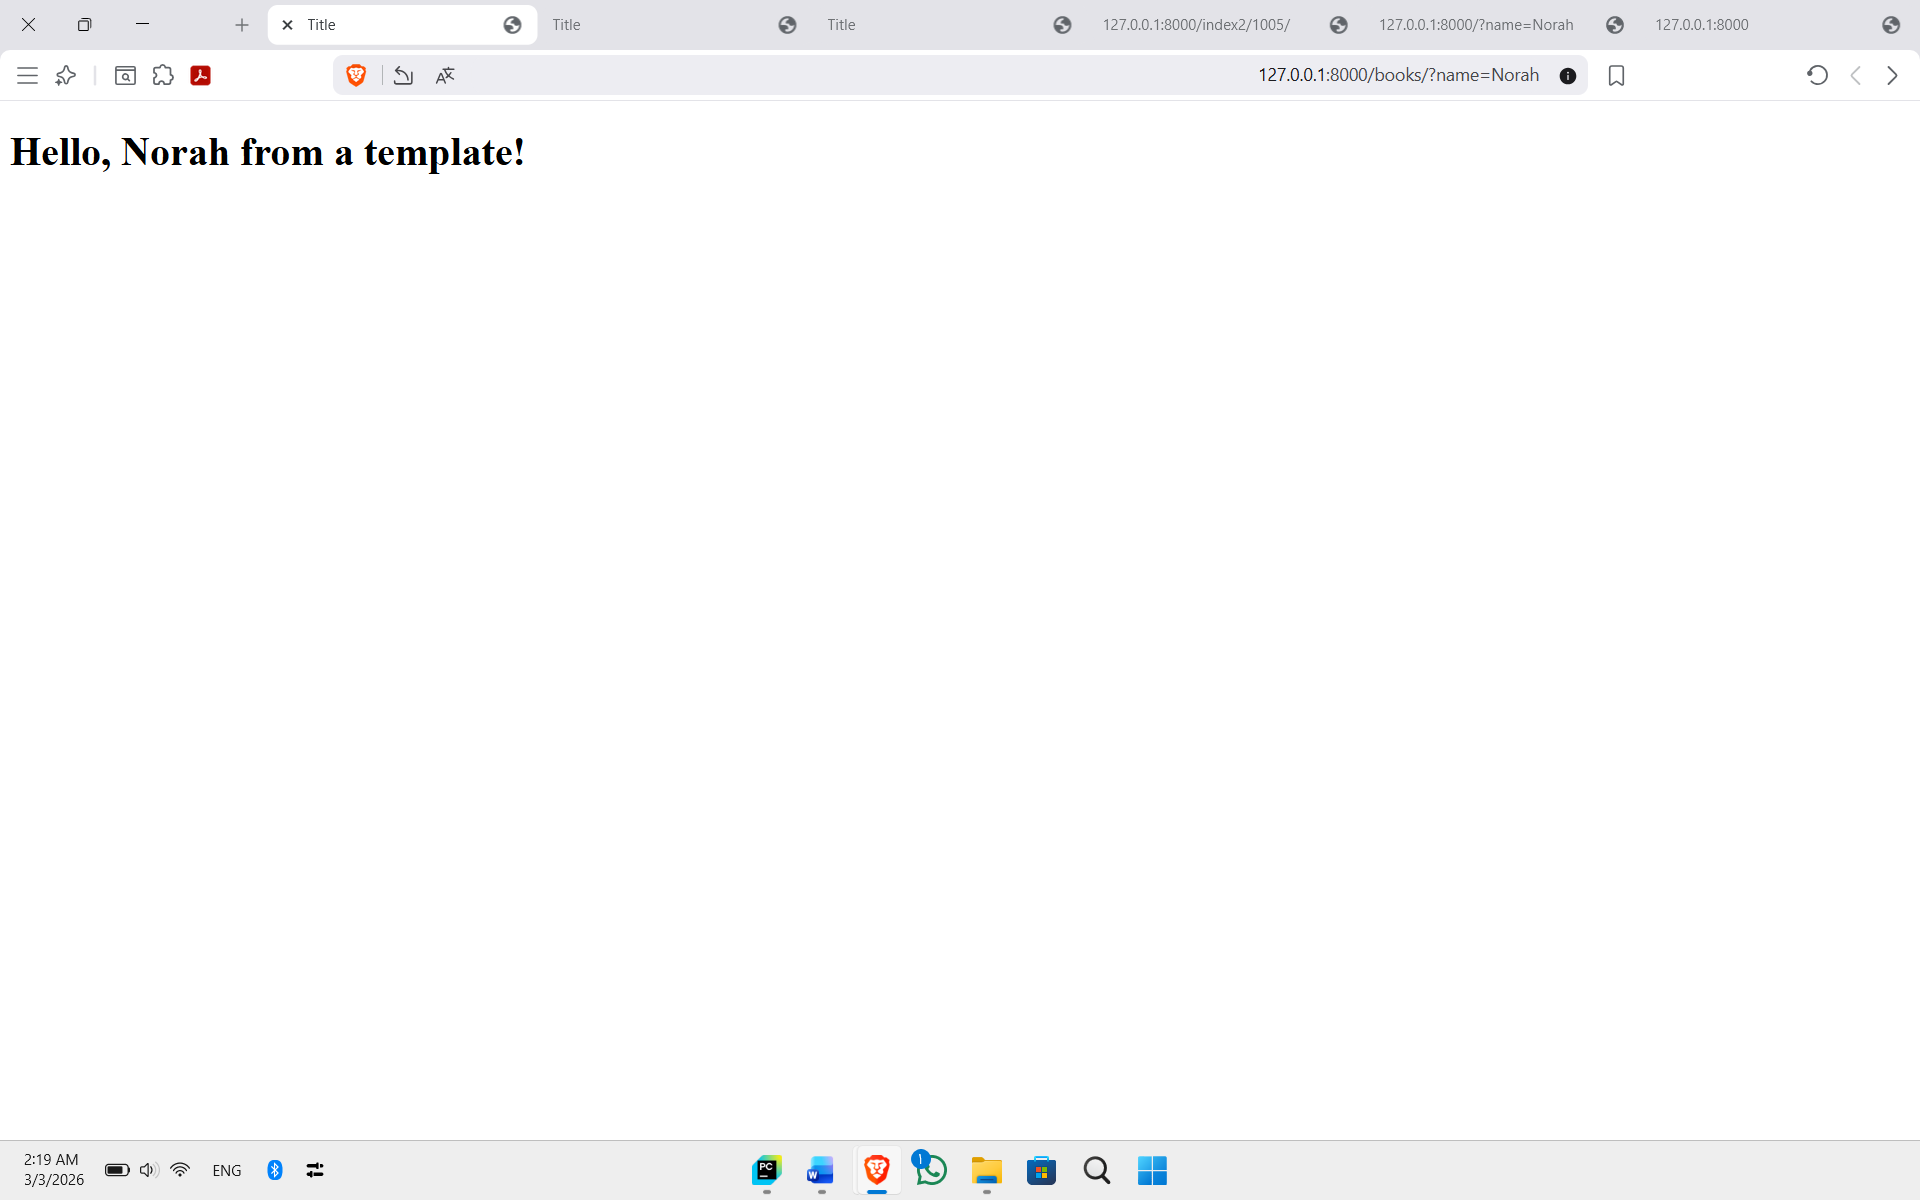 Title
Title
Title
127.0.0.1:8000/index2/1005/
127.0.0.1:8000/?name=Norah
127.0.0.1:8000
127.0.0.1:8000/books/?name=Norah
Hello, Norah from a template!
2:19 AM
3/3/2026
ENG
PC
W
١